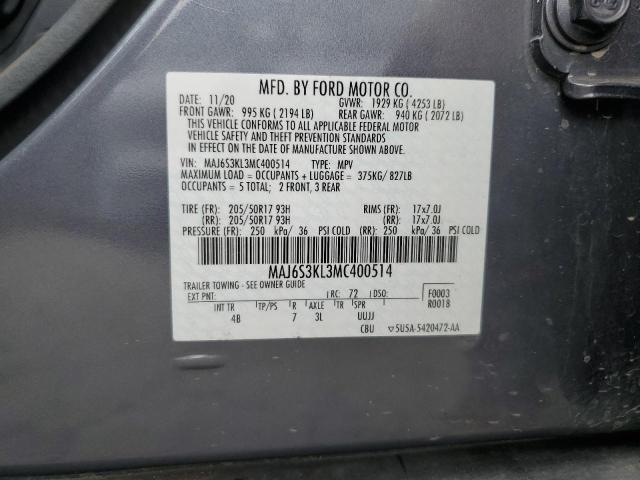 MFD. BY FORD MOTOR CO.
DATE: 11/20 GVWR: 1929 KG ( 4253 LB)
FRONT GAWR: 995 KG ( 2194 LB) REAR GAWR: 940 KG ( 2072 LB)
THIS VEHICLE CONFORMS TO ALL APPLICABLE FEDERAL MOTOR
VEHICLE SAFETY AND THEFT PREVENTION STANDARDS
IN EFFECT ON THE DATE OF MANUFACTURE SHOWN ABOVE.
VIN: MAJ6S3KL3MC400514 TYPE: MPV
MAXIMUM LOAD = OCCUPANTS + LUGGAGE = 375KG/ 827LB
OCCUPANTS = 5 TOTAL; 2 FRONT, 3 REAR
TIRE (FR): 205/50R17 93H RIMS (FR): 17x7.0J
(RR): 205/50R17 93H (RR): 17x7.0J
PRESSURE (FR) 250 kPa/ 36 PSI COLD (RR) 250 kPa/ 36 PSI COLD
MAJ6S3KL3MC400514
TRAILER TOWING - SEE OWNER GUIDE
EXT PNT: RC: 72 DSO: F0003
INT TR TP/PS R AXLE TR SPR R0018
4B 7 3L UUJJ
CBU 5U5A-5420472-AA